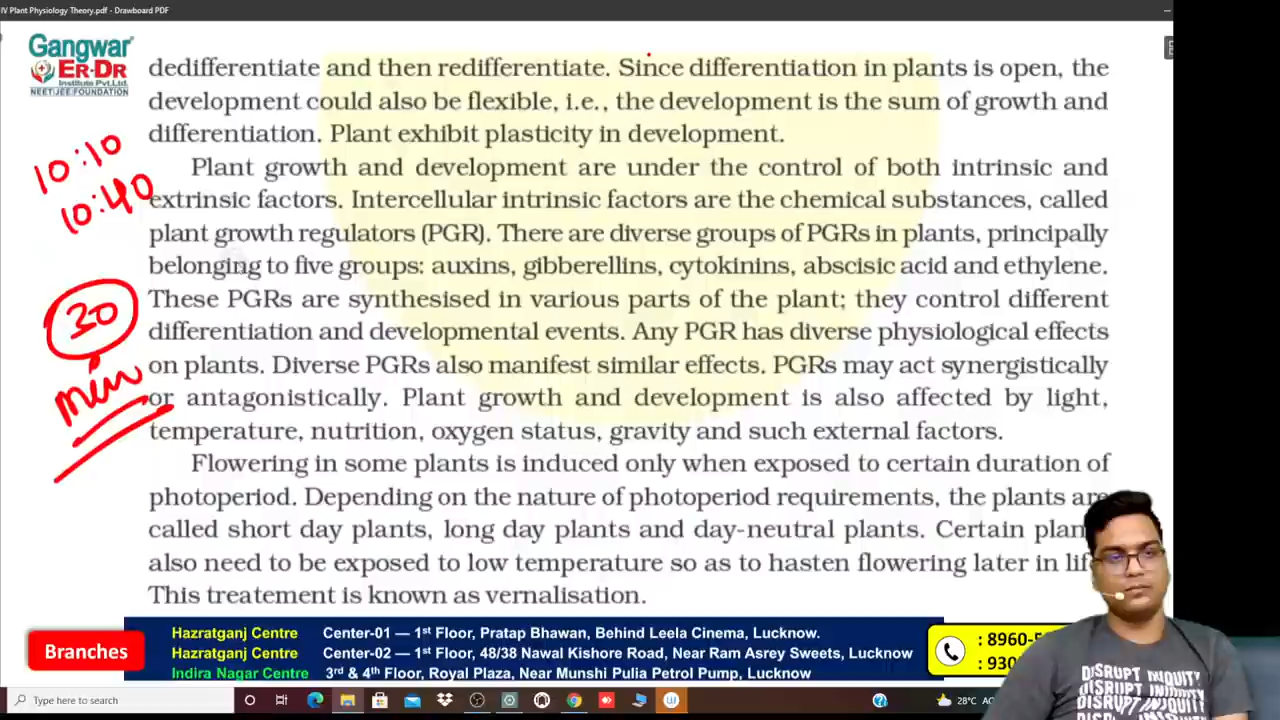 IV Plant Physiology Theory.pdf - Drawboard PDF
Gangwar
ER-DR
Institute Pvt.Ltd.
NEET|JEE|FOUNDATION
dedifferentiate and then redifferentiate. Since differentiation in plants is open, the
development could also be flexible, i.e., the development is the sum of growth and
differentiation. Plant exhibit plasticity in development.
10:10
10:40
30
min
Plant growth and development are under the control of both intrinsic and
extrinsic factors. Intercellular intrinsic factors are the chemical substances, called
plant growth regulators (PGR). There are diverse groups of PGRs in plants, principally
belonging to five groups: auxins, gibberellins, cytokinins, abscisic acid and ethylene.
These PGRs are synthesised in various parts of the plant; they control different
differentiation and developmental events. Any PGR has diverse physiological effects
on plants. Diverse PGRs also manifest similar effects. PGRs may act synergistically
or antagonistically. Plant growth and development is also affected by light,
temperature, nutrition, oxygen status, gravity and such external factors.
Flowering in some plants is induced only when exposed to certain duration of
photoperiod. Depending on the nature of photoperiod requirements, the plants are
called short day plants, long day plants and day-neutral plants. Certain plan
also need to be exposed to low temperature so as to hasten flowering later in lif
This treatement is known as vernalisation.
Branches
Hazratganj Centre Center-01 — 1st Floor, Pratap Bhawan, Behind Leela Cinema, Lucknow.
Hazratganj Centre Center-02 — 1st Floor, 48/38 Nawal Kishore Road, Near Ram Asrey Sweets, Lucknow
Indira Nagar Centre 3rd & 4th Floor, Royal Plaza, Near Munshi Pulia Petrol Pump, Lucknow
: 8960-5
: 930
DISRUPT INIQUITY
DISRUPT INIQUITY
Type here to search
28°C